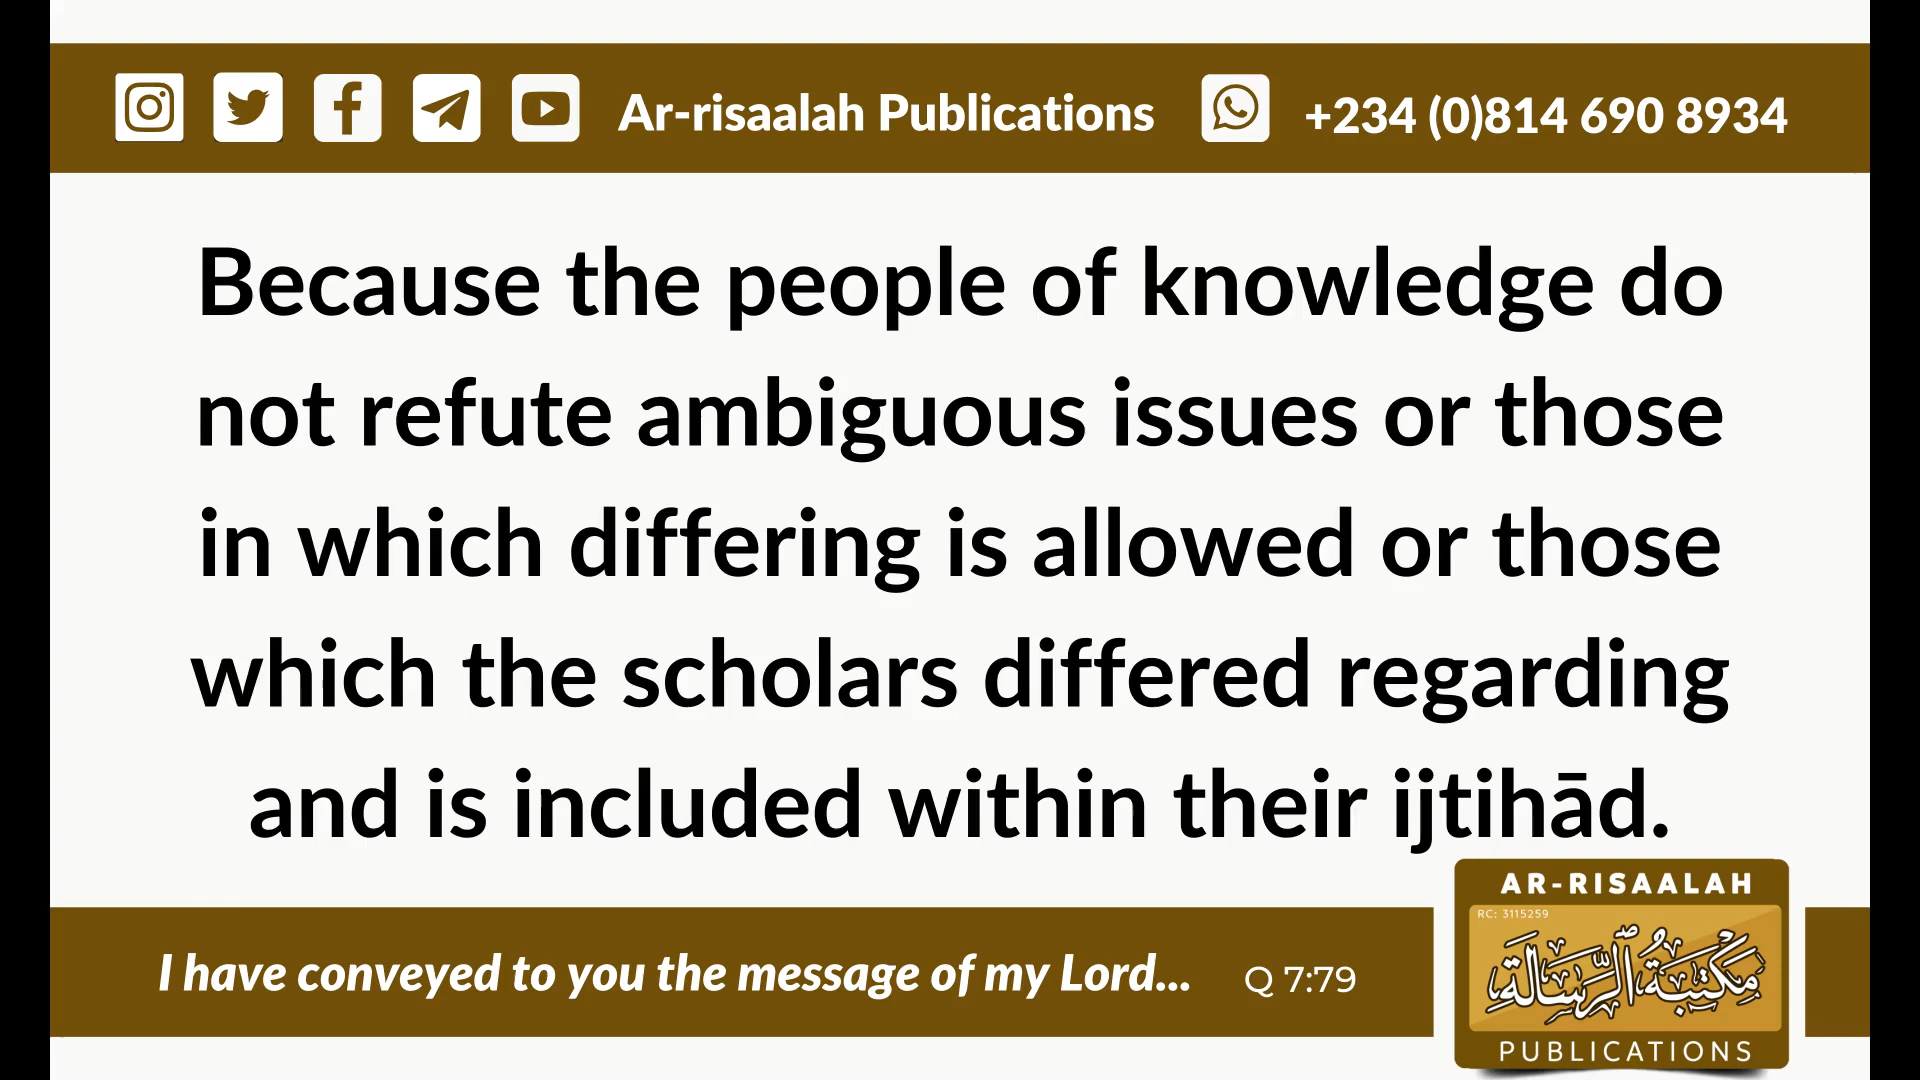 Ar-risaalah Publications +234 (0)814 690 8934
Because the people of knowledge do
not refute ambiguous issues or those
in which differing is allowed or those
which the scholars differed regarding
and is included within their ijtihād.
I have conveyed to you the message of my Lord... Q 7:79
AR-RISAALAH
RC: 3115259
مَكْتَبَةُ الرِّسَالَةِ
PUBLICATIONS